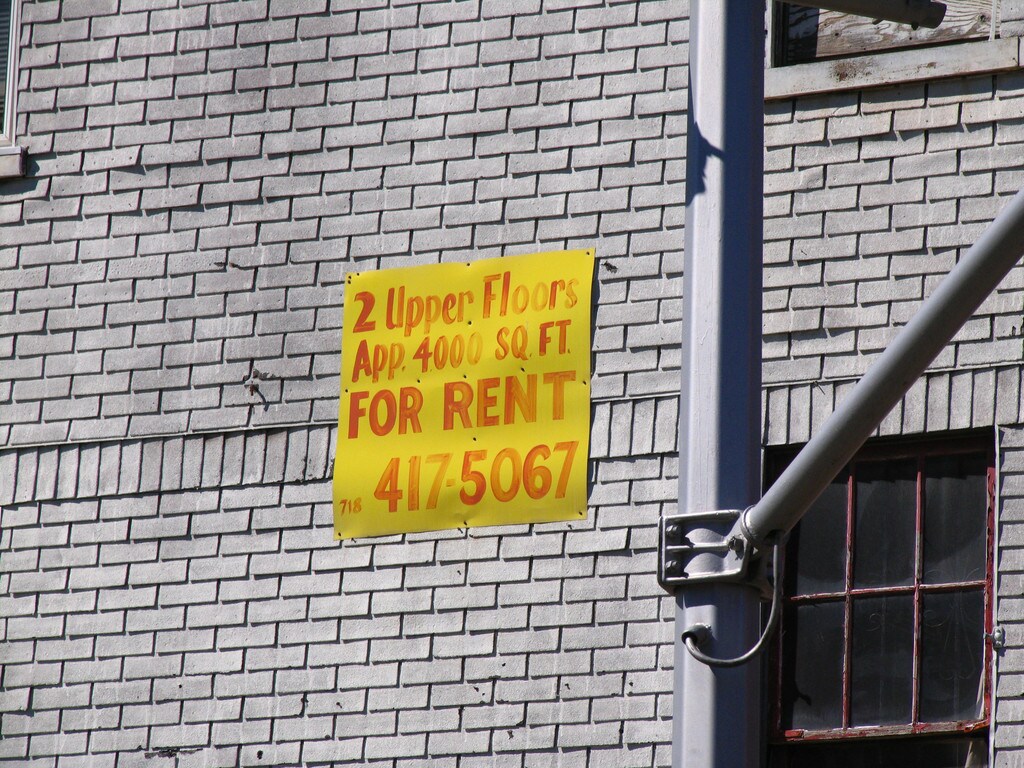 2 Upper Floors
App. 4000 SQ. FT.
FOR RENT
718 417-5067